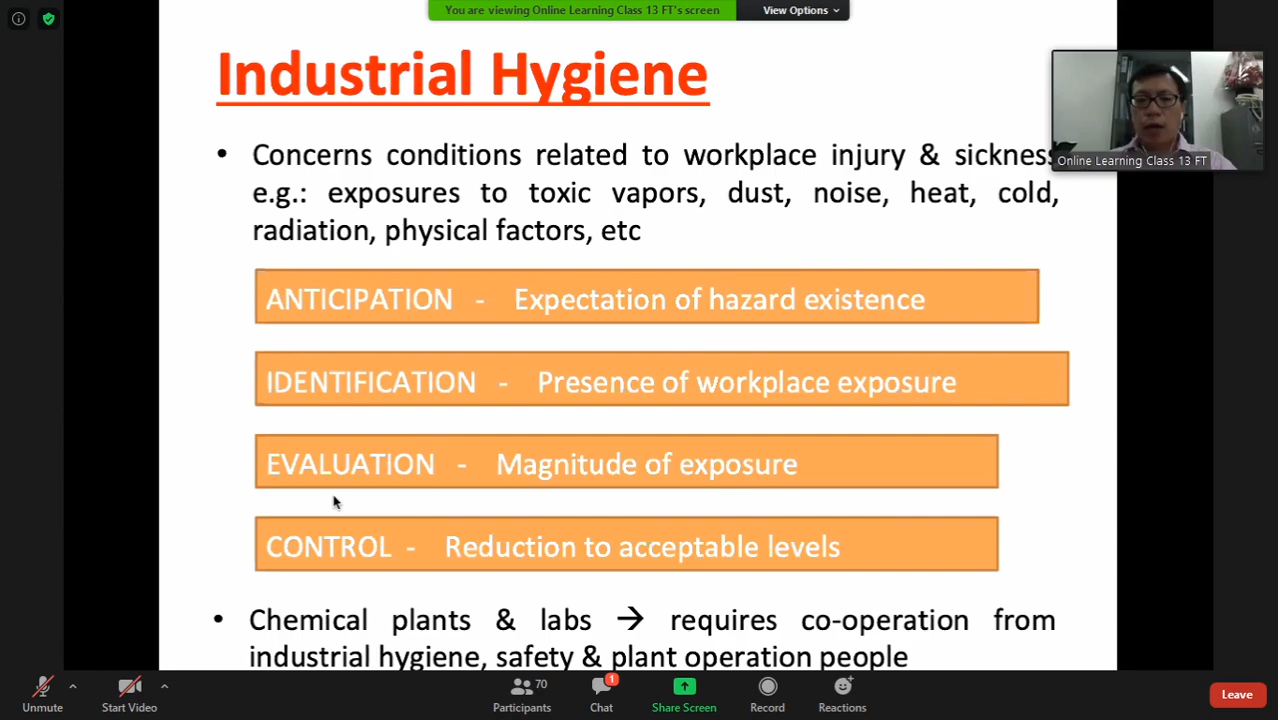 You are viewing Online Learning Class 13 FT's screen
View Options
Industrial Hygiene
• Concerns conditions related to workplace injury & sickness
e.g.: exposures to toxic vapors, dust, noise, heat, cold,
radiation, physical factors, etc
Online Learning Class 13 FT
ANTICIPATION - Expectation of hazard existence
IDENTIFICATION - Presence of workplace exposure
EVALUATION - Magnitude of exposure
CONTROL - Reduction to acceptable levels
• Chemical plants & labs → requires co-operation from
industrial hygiene, safety & plant operation people
Unmute
Start Video
Participants
70
Chat
1
Share Screen
Record
Reactions
Leave